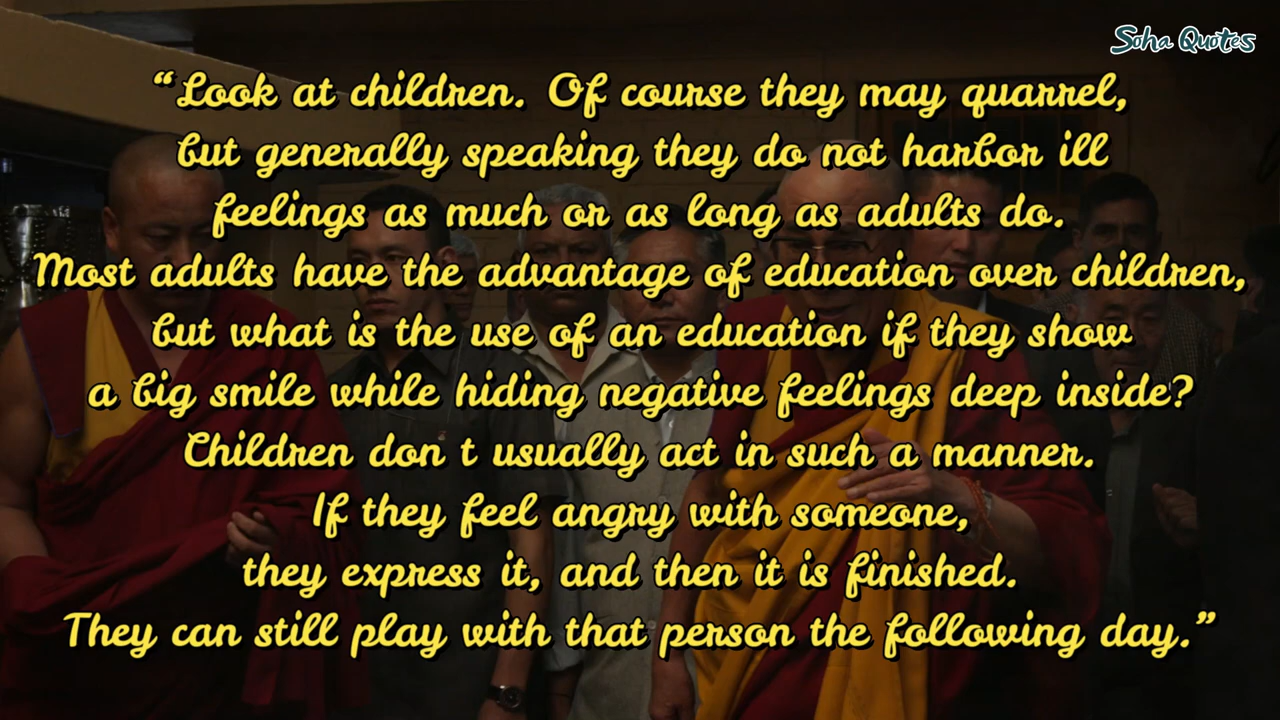 Soha Quotes
“Look at children. Of course they may quarrel,
but generally speaking they do not harbor ill
feelings as much or as long as adults do.
Most adults have the advantage of education over children,
but what is the use of an education if they show
a big smile while hiding negative feelings deep inside?
Children don t usually act in such a manner.
If they feel angry with someone,
they express it, and then it is finished.
They can still play with that person the following day.”